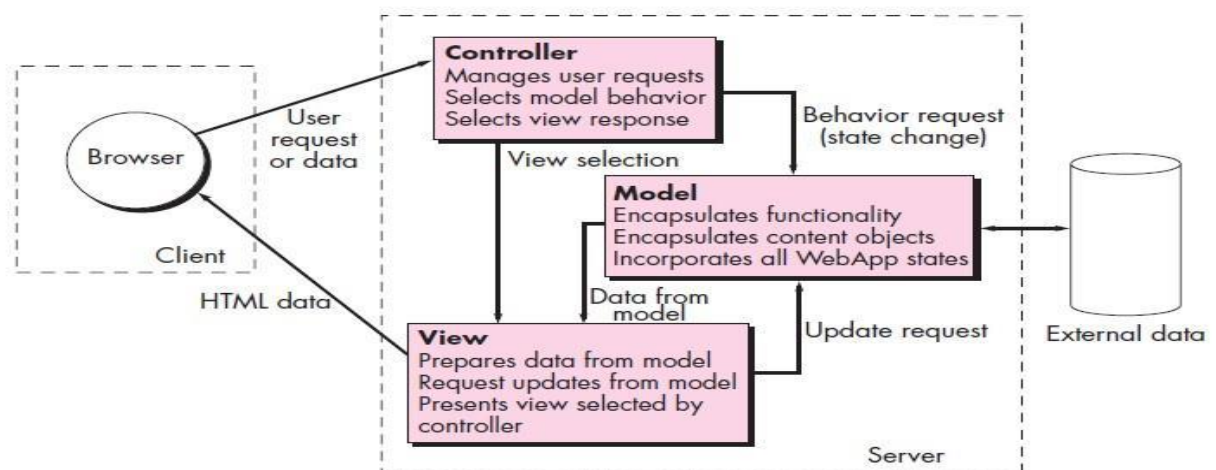 Controller
Manages user requests
Selects model behavior
Selects view response
User
request
or data
Browser
Client
Behavior request
(state change)
View selection
Model
Encapsulates functionality
Encapsulates content objects
Incorporates all WebApp states
HTML data
Data from
model
Update request
External data
View
Prepares data from model
Request updates from model
Presents view selected by
controller
Server